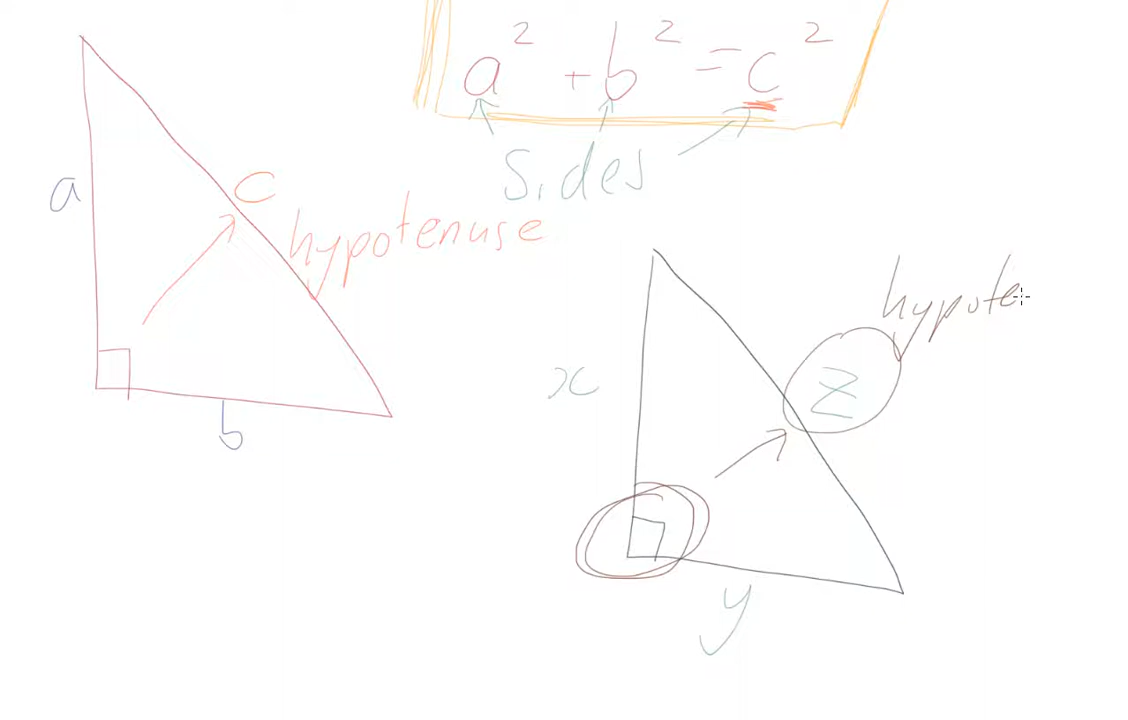 a² + b² = c²
Sides
a
c
hypotenuse
b
hypote
x
z
y